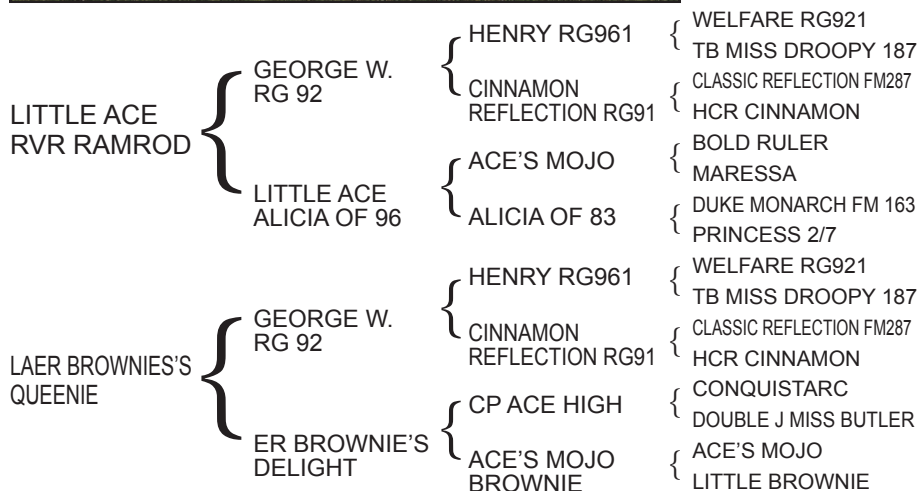 LITTLE ACE
RVR RAMROD
GEORGE W.
RG 92
HENRY RG961
WELFARE RG921
TB MISS DROOPY 187
CINNAMON
REFLECTION RG91
CLASSIC REFLECTION FM287
HCR CINNAMON
LITTLE ACE
ALICIA OF 96
ACE'S MOJO
BOLD RULER
MARESSA
ALICIA OF 83
DUKE MONARCH FM 163
PRINCESS 2/7
LAER BROWNIES'S
QUEENIE
GEORGE W.
RG 92
HENRY RG961
WELFARE RG921
TB MISS DROOPY 187
CINNAMON
REFLECTION RG91
CLASSIC REFLECTION FM287
HCR CINNAMON
ER BROWNIE'S
DELIGHT
CP ACE HIGH
CONQUISTARC
DOUBLE J MISS BUTLER
ACE'S MOJO
BROWNIE
ACE'S MOJO
LITTLE BROWNIE